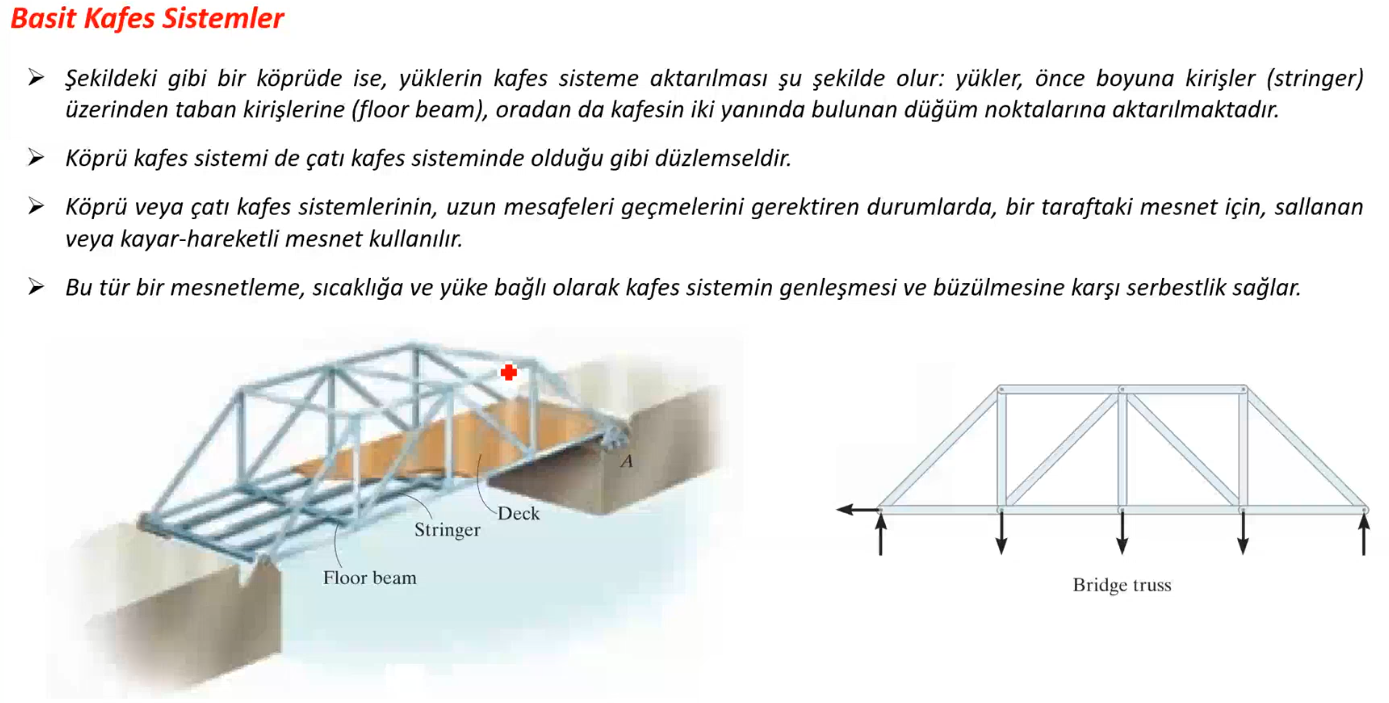 Basit Kafes Sistemler
➤ Şekildeki gibi bir köprüde ise, yüklerin kafes sisteme aktarılması şu şekilde olur: yükler, önce boyuna kirişler (stringer)
üzerinden taban kirişlerine (floor beam), oradan da kafesin iki yanında bulunan düğüm noktalarına aktarılmaktadır.
➤ Köprü kafes sistemi de çatı kafes sisteminde olduğu gibi düzlemseldir.
➤ Köprü veya çatı kafes sistemlerinin, uzun mesafeleri geçmelerini gerektiren durumlarda, bir taraftaki mesnet için, sallanan
veya kayar-hareketli mesnet kullanılır.
➤ Bu tür bir mesnetleme, sıcaklığa ve yüke bağlı olarak kafes sistemin genleşmesi ve büzülmesine karşı serbestlik sağlar.
A
Deck
Stringer
Floor beam
Bridge truss